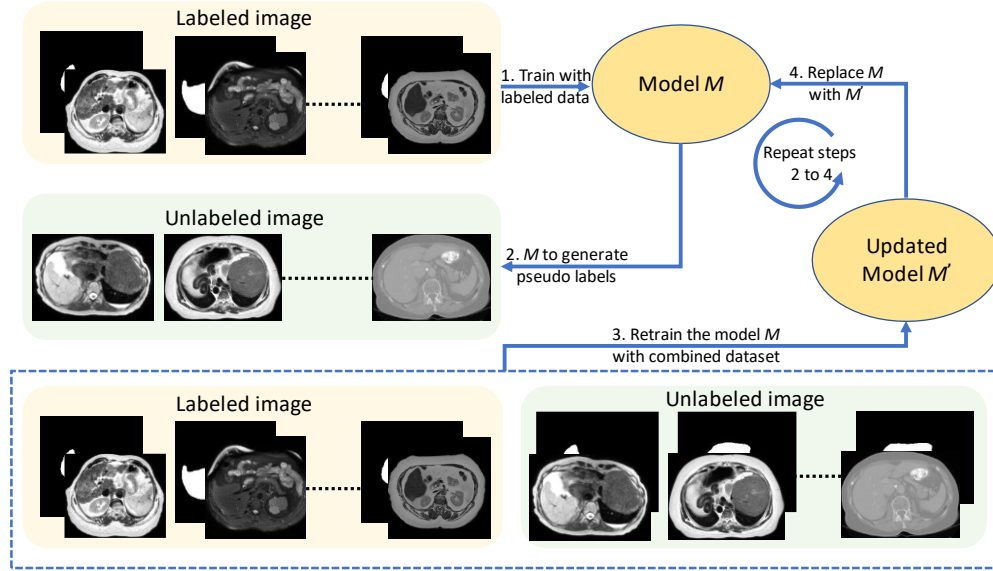 Labeled image
1. Train with
labeled data
Model M
4. Replace M
with M'
Repeat steps
2 to 4
Unlabeled image
2. M to generate
pseudo labels
Updated
Model M'
3. Retrain the model M
with combined dataset
Labeled image
Unlabeled image